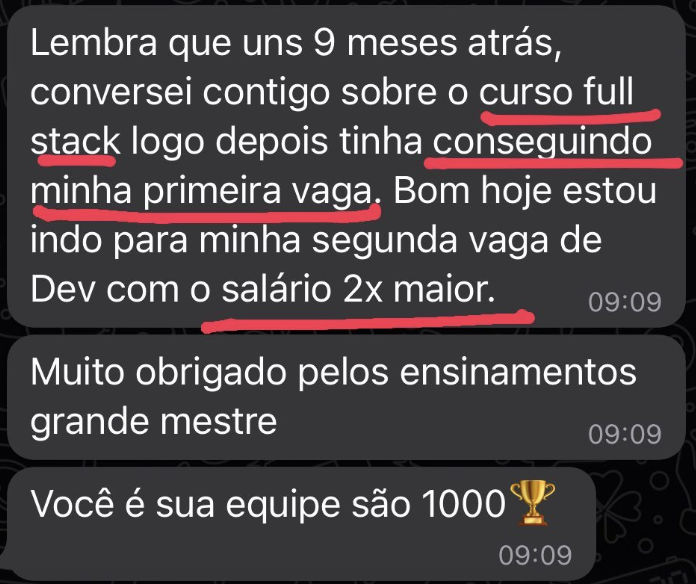 Lembra que uns 9 meses atrás,
conversei contigo sobre o curso full
stack logo depois tinha conseguindo
minha primeira vaga. Bom hoje estou
indo para minha segunda vaga de
Dev com o salário 2x maior.
09:09
Muito obrigado pelos ensinamentos
grande mestre
09:09
Você é sua equipe são 1000🏆
09:09